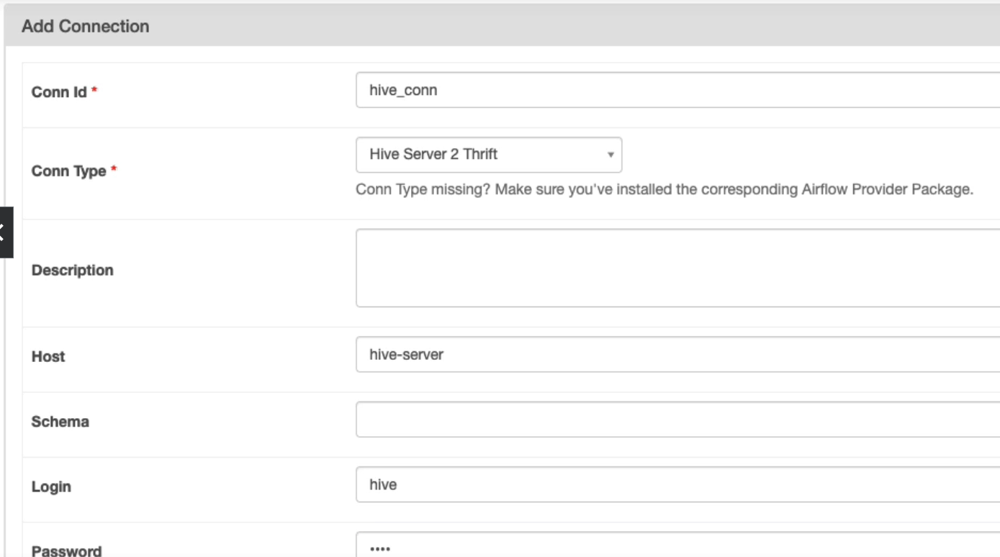 Add Connection
Conn Id *
hive_conn
Conn Type *
Hive Server 2 Thrift
Conn Type missing? Make sure you've installed the corresponding Airflow Provider Package.
Description
Host
hive-server
Schema
Login
hive
Password
••••